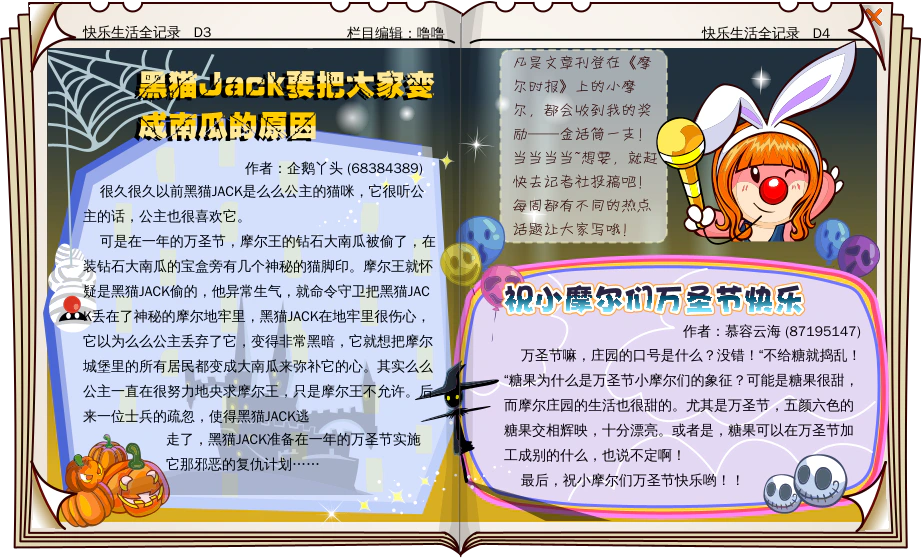 快乐生活全记录 D3
栏目编辑：噜噜
黑猫Jack要把大家变
成南瓜的原因
作者：企鹅丫头 (68384389)
很久很久以前黑猫JACK是么么公主的猫咪，它很听公
主的话，公主也很喜欢它。
可是在一年的万圣节，摩尔王的钻石大南瓜被偷了，在
装钻石大南瓜的宝盒旁有几个神秘的猫脚印。摩尔王就怀
疑是黑猫JACK偷的，他异常生气，就命令守卫把黑猫JAC
K丢在了神秘的摩尔地牢里，黑猫JACK在地牢里很伤心，
它以为么么公主丢弃了它，变得非常黑暗，它就想把摩尔
城堡里的所有居民都变成大南瓜来弥补它的心。其实么么
公主一直在很努力地央求摩尔王，只是摩尔王不允许。后
来一位士兵的疏忽，使得黑猫JACK逃
走了，黑猫JACK准备在一年的万圣节实施
它那邪恶的复仇计划……
快乐生活全记录 D4
凡是文章刊登在《摩
尔时报》上的小摩
尔，都会收到我的奖
励——金话筒一支！
当当当当~想要，就赶
快去记者社投稿吧！
每周都有不同的热点
话题让大家写哦！
祝小摩尔们万圣节快乐
作者：慕容云海 (87195147)
万圣节嘛，庄园的口号是什么？没错！“不给糖就捣乱！
“糖果为什么是万圣节小摩尔们的象征？可能是糖果很甜，
而摩尔庄园的生活也很甜的。尤其是万圣节，五颜六色的
糖果交相辉映，十分漂亮。或者是，糖果可以在万圣节加
工成别的什么，也说不定啊！
最后，祝小摩尔们万圣节快乐哟！！